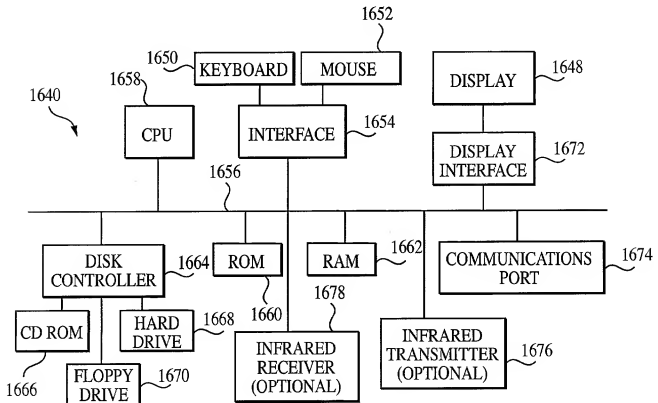 1652
1650
KEYBOARD
MOUSE
1658
DISPLAY
1648
1640
CPU
INTERFACE
1654
DISPLAY
INTERFACE
1672
1656
DISK
CONTROLLER
1664
ROM
1660
RAM
1662
COMMUNICATIONS
PORT
1674
1678
CD ROM
1666
HARD
DRIVE
1668
FLOPPY
DRIVE
1670
INFRARED
RECEIVER
(OPTIONAL)
INFRARED
TRANSMITTER
(OPTIONAL)
1676